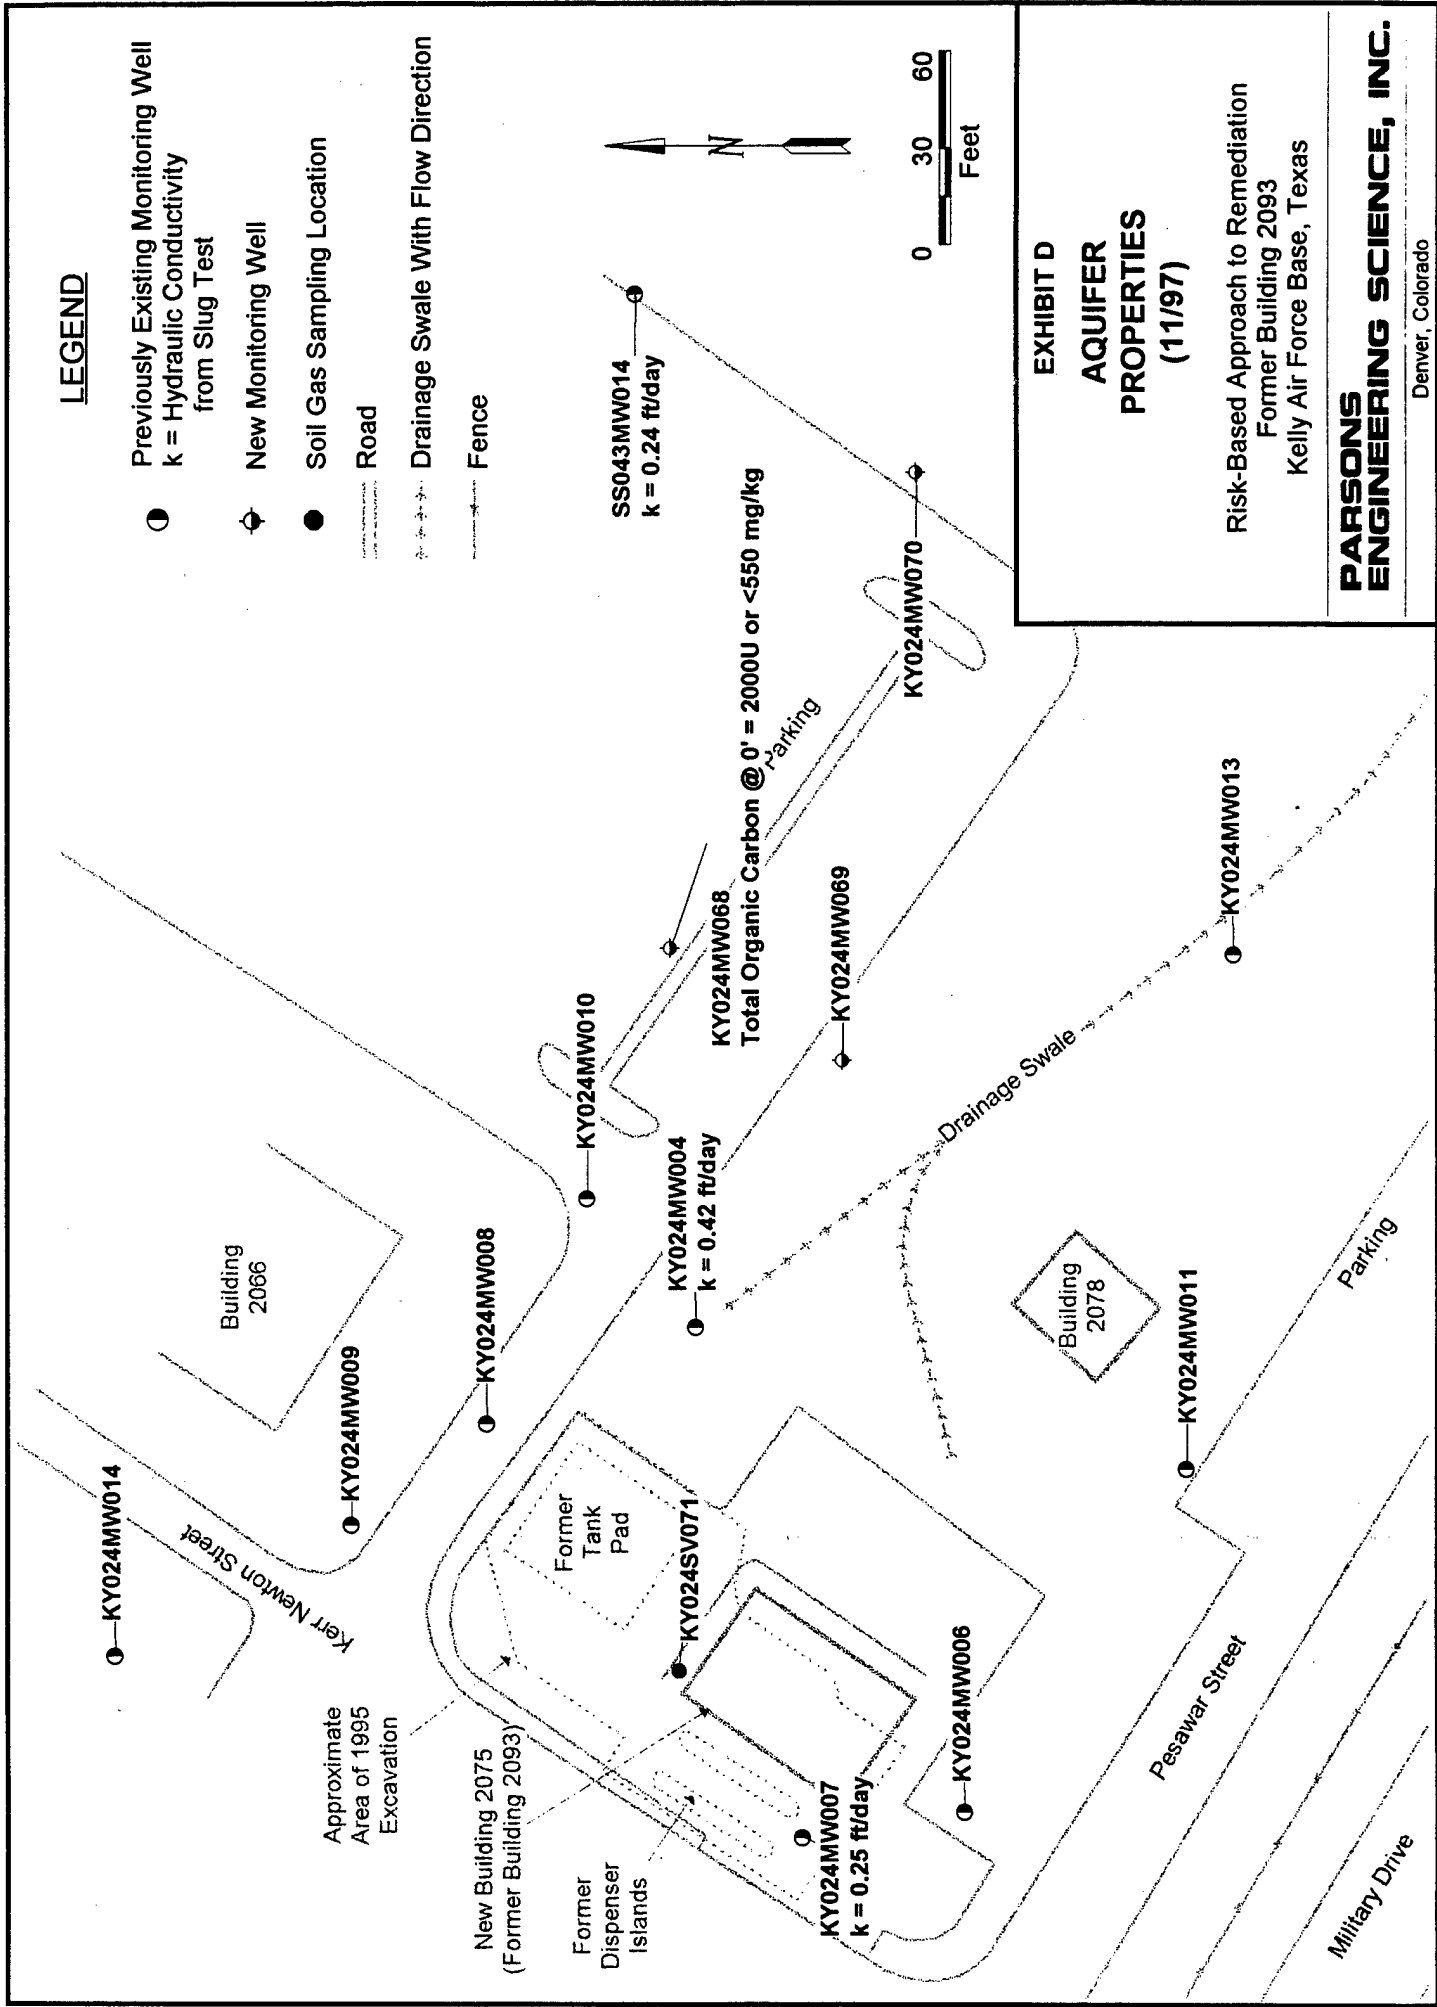 LEGEND
Previously Existing Monitoring Well
k = Hydraulic Conductivity
from Slug Test
New Monitoring Well
Soil Gas Sampling Location
Road
Drainage Swale With Flow Direction
Fence
KY024MW014
Kerr Newton Street
KY024MW009
Building
2066
KY024MW008
KY024MW010
Approximate
Area of 1995
Excavation
New Building 2075
(Former Building 2093)
Former
Dispenser
Islands
Former
Tank
Pad
KY024SV071
KY024MW004
k = 0.42 ft/day
KY024MW068
Total Organic Carbon @ 0' = 2000U or <550 mg/kg
Parking
SS043MW014
k = 0.24 ft/day
N
0 30 60
Feet
KY024MW007
k = 0.25 ft/day
KY024MW006
KY024MW069
KY024MW070
Drainage Swale
Building
2078
KY024MW013
KY024MW011
Parking
Pesawar Street
Military Drive
EXHIBIT D
AQUIFER
PROPERTIES
(11/97)
Risk-Based Approach to Remediation
Former Building 2093
Kelly Air Force Base, Texas
PARSONS
ENGINEERING SCIENCE, INC.
Denver, Colorado